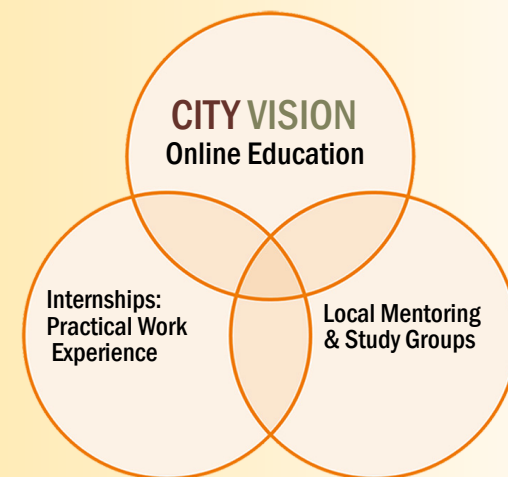 CITY VISION
Online Education
Internships:
Practical Work
Experience
Local Mentoring
& Study Groups